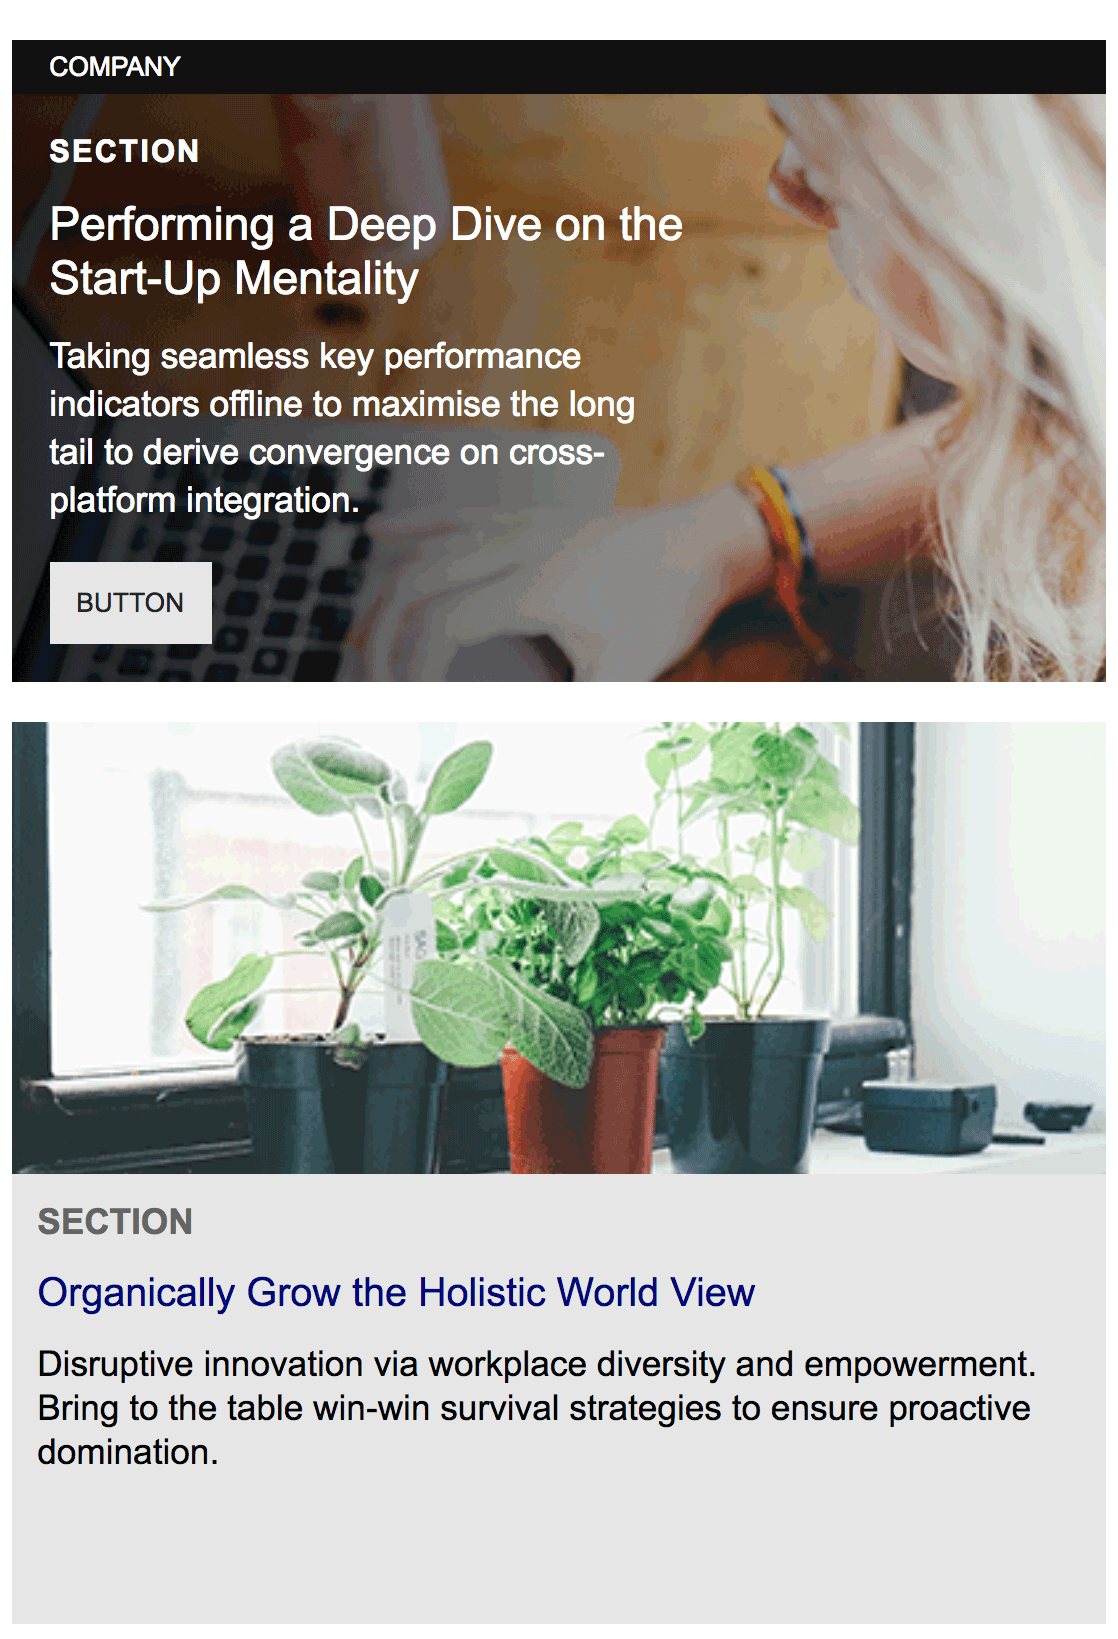 COMPANY
SECTION
Performing a Deep Dive on the
Start-Up Mentality
Taking seamless key performance
indicators offline to maximise the long
tail to derive convergence on cross-
platform integration.
BUTTON
SECTION
Organically Grow the Holistic World View
Disruptive innovation via workplace diversity and empowerment.
Bring to the table win-win survival strategies to ensure proactive
domination.